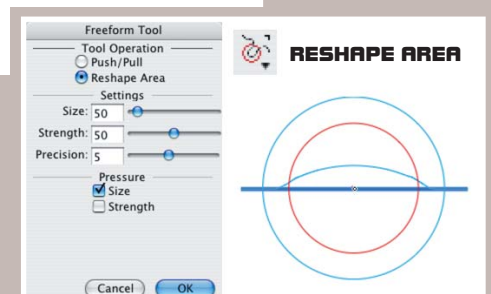 Freeform Tool
Tool Operation
Push/Pull
Reshape Area
Settings
Size: 50
Strength: 50
Precision: 5
Pressure
Size
Strength
Cancel OK
RESHAPE AREA